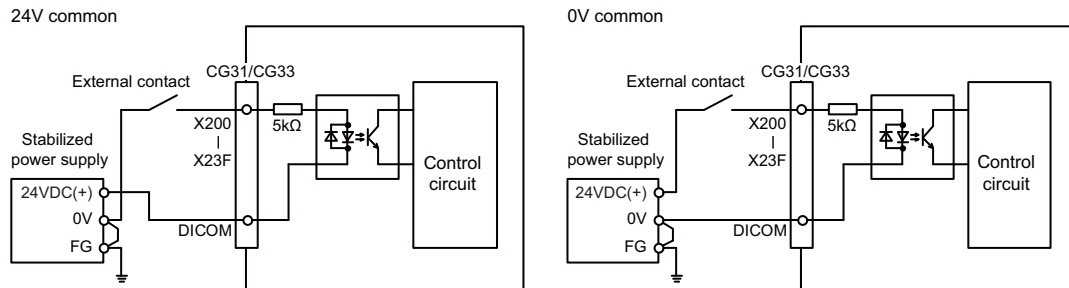 24V common
CG31/CG33
External contact
X200
5kΩ
X23F
Stabilized
power supply
Control
circuit
24VDC(+)
0V
DICOM
FG
0V common
CG31/CG33
External contact
X200
5kΩ
X23F
Stabilized
power supply
Control
circuit
24VDC(+)
0V
DICOM
FG